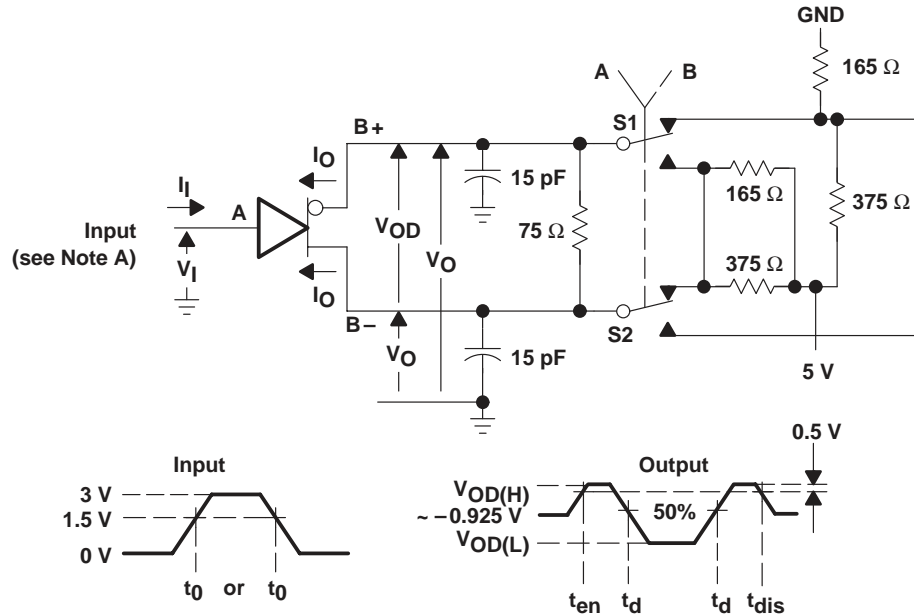 GND
165 Ω
A B
S1
B+
I_O
15 pF
165 Ω
375 Ω
I_I
A
V_OD
75 Ω
Input
(see Note A)
V_O
375 Ω
V_I
I_O
B−
S2
V_O
15 pF
5 V
0.5 V
Input
Output
3 V
V_OD(H)
1.5 V
~ −0.925 V
50%
0 V
V_OD(L)
t_0 or t_0
t_en t_d t_d t_dis